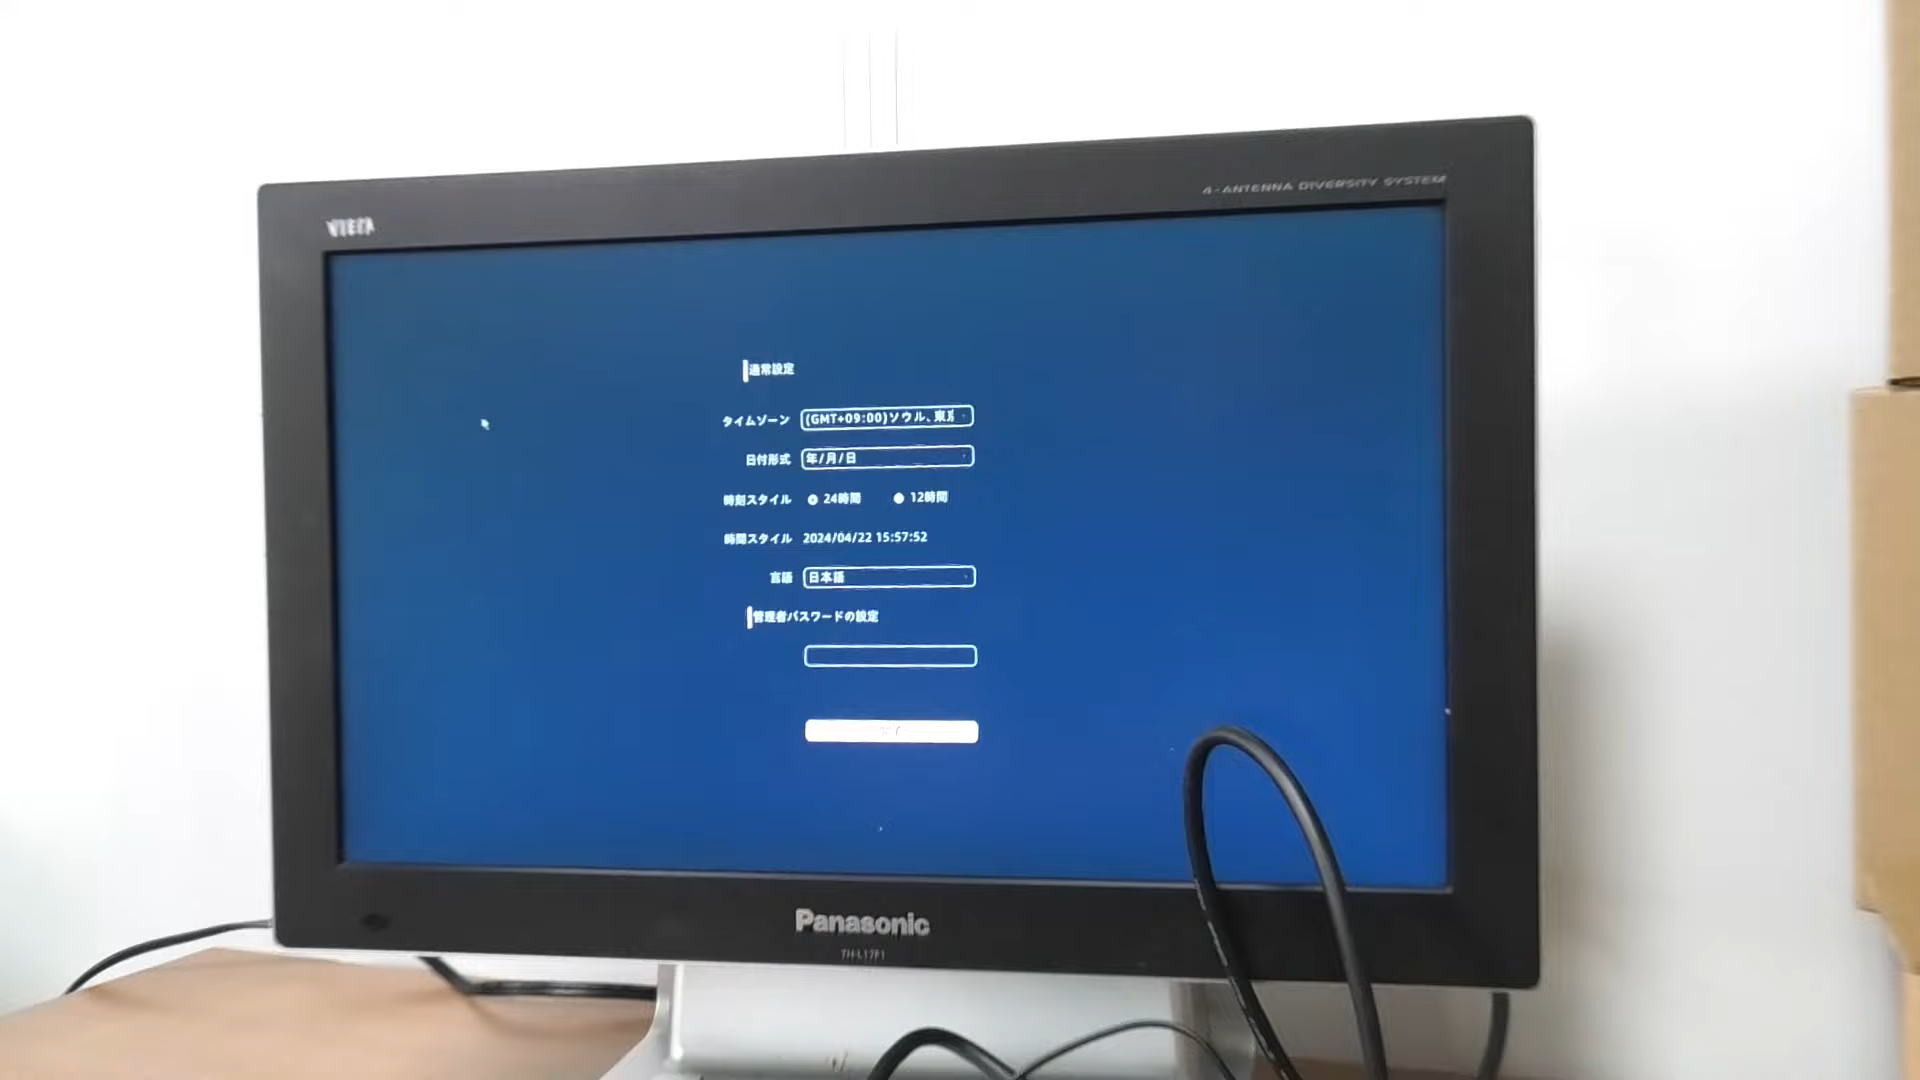 VIERA
4-ANTENNA DIVERSITY SYSTEM
通常設定
タイムゾーン (GMT+09:00)ソウル、東京
日付形式 年/月/日
時刻スタイル 24時間 12時間
時間スタイル 2024/04/22 15:57:52
言語 日本語
管理者パスワードの設定
Panasonic
TH-L17F1